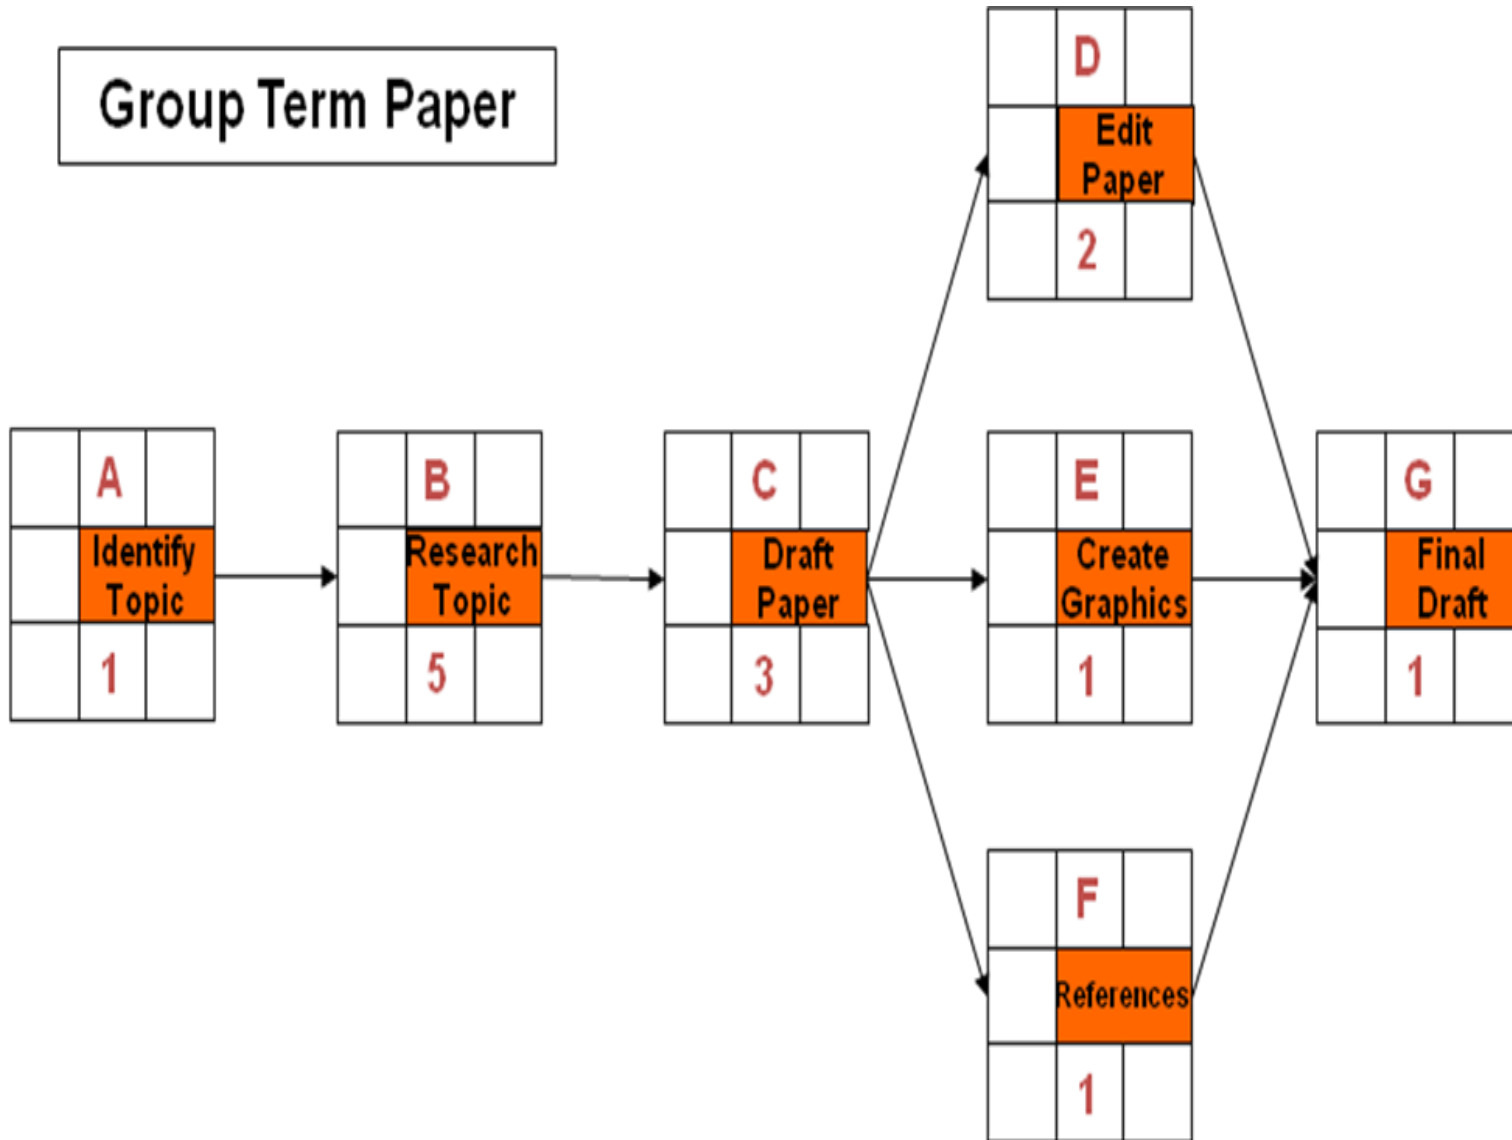 Group Term Paper
D
Edit
Paper
2
A
Identify
Topic
1
B
Research
Topic
5
C
Draft
Paper
3
E
Create
Graphics
1
F
References
1
G
Final
Draft
1